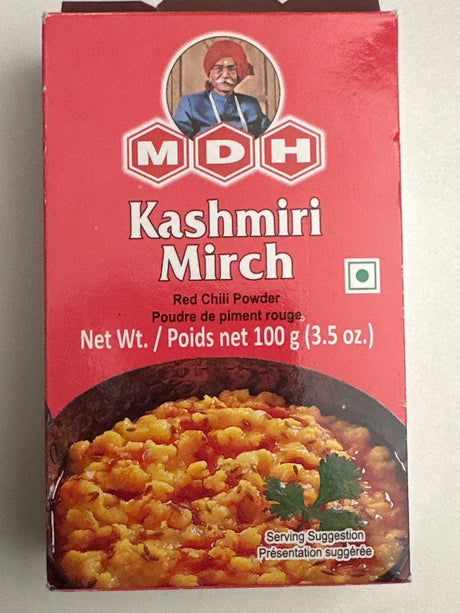 MDH
Kashmiri
Mirch
Red Chili Powder
Poudre de piment rouge
Net Wt. / Poids net 100 g (3.5 oz.)
Serving Suggestion
Présentation suggérée